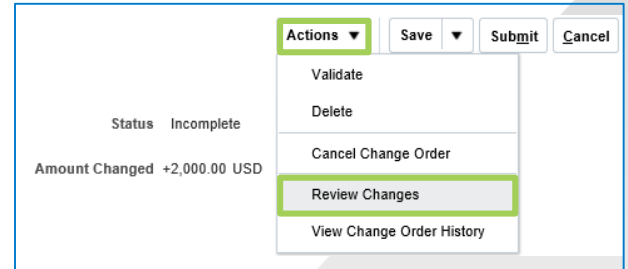 Actions ▼ Save ▼ Submit Cancel
Validate
Delete
Status Incomplete
Cancel Change Order
Amount Changed +2,000.00 USD
Review Changes
View Change Order History